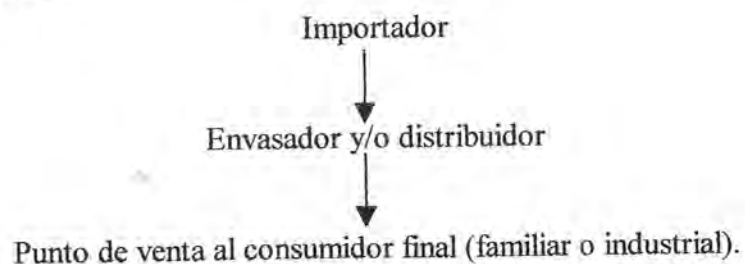 Importador
Envasador y/o distribuidor
Punto de venta al consumidor final (familiar o industrial).